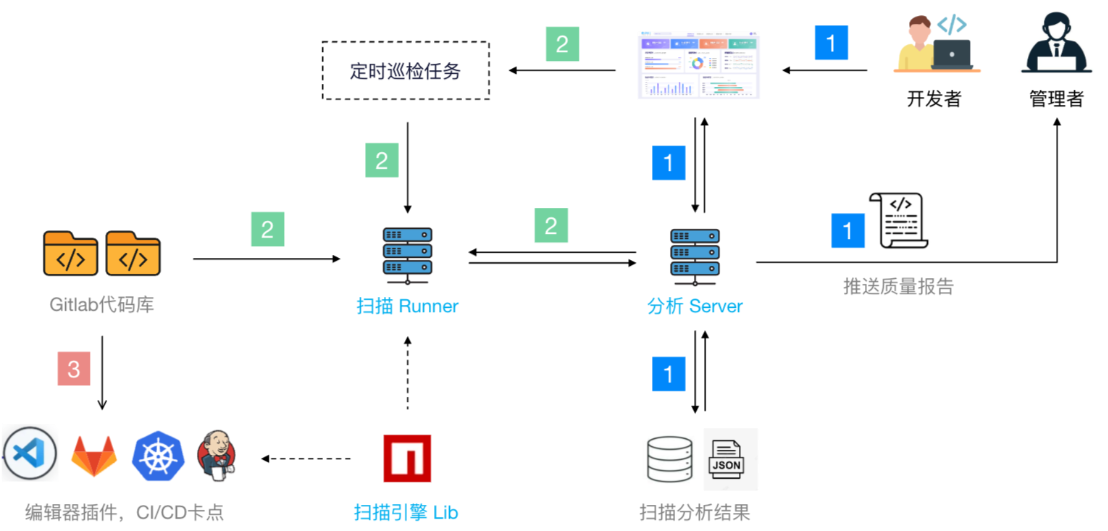 定时巡检任务
2
1
开发者
管理者
2
1
2
2
1
Gitlab代码库
扫描 Runner
分析 Server
推送质量报告
3
1
JSON
编辑器插件，CI/CD卡点
扫描引擎 Lib
扫描分析结果